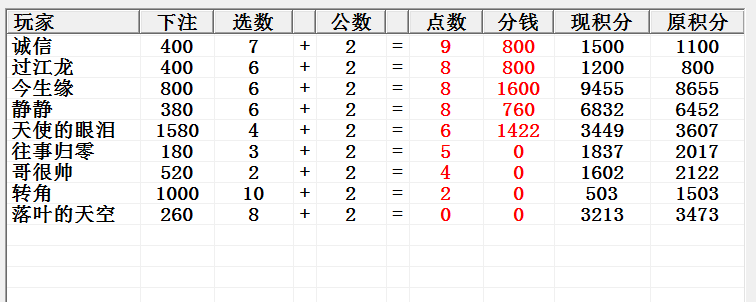 玩家 下注 选数 公数 点数 分钱 现积分 原积分
诚信 400 7 + 2 = 9 800 1500 1100
过江龙 400 6 + 2 = 8 800 1200 800
今生缘 800 6 + 2 = 8 1600 9455 8655
静静 380 6 + 2 = 8 760 6832 6452
天使的眼泪 1580 4 + 2 = 6 1422 3449 3607
往事归零 180 3 + 2 = 5 0 1837 2017
哥很帅 520 2 + 2 = 4 0 1602 2122
转角 1000 10 + 2 = 2 0 503 1503
落叶的天空 260 8 + 2 = 0 0 3213 3473